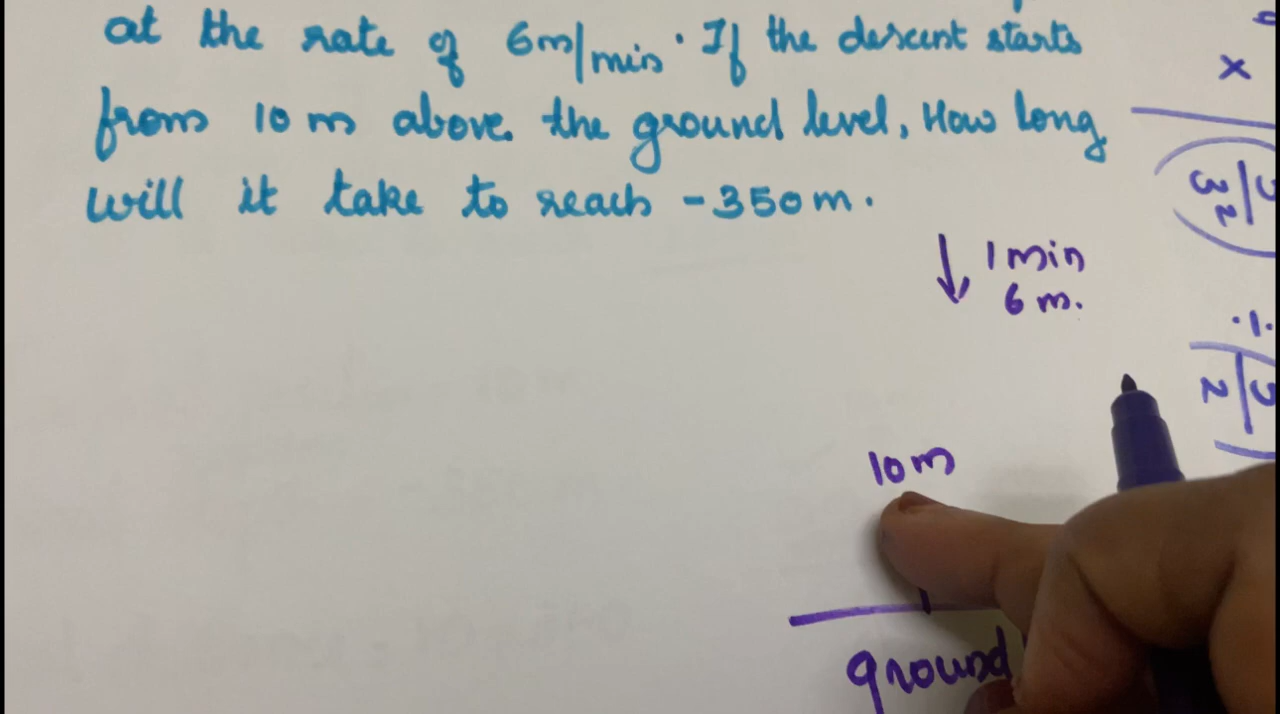 at the rate of 6m/min. If the descent starts
from 10 m above the ground level, How long
will it take to reach -350m.
1 min
6 m.
10 m
ground